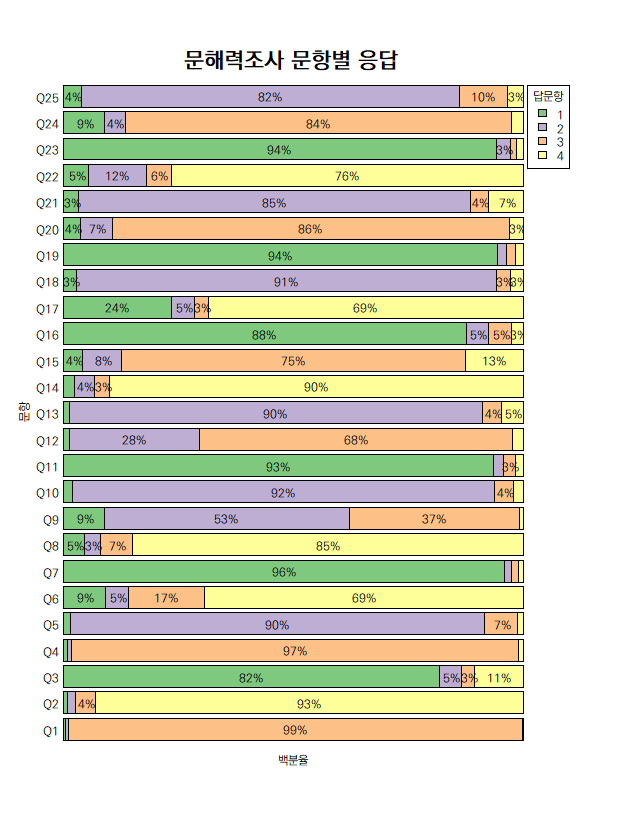 문해력조사 문항별 응답
답문항
1
2
3
4
Q25 4% 82% 10% 3%
Q24 9% 4% 84%
Q23 94% 3%
Q22 5% 12% 6% 76%
Q21 3% 85% 4% 7%
Q20 4% 7% 86% 3%
Q19 94%
Q18 3% 91% 3% 3%
Q17 24% 5% 3% 69%
Q16 88% 5% 5% 3%
Q15 4% 8% 75% 13%
Q14 4% 3% 90%
Q13 90% 4% 5%
Q12 28% 68%
Q11 93% 3%
Q10 92% 4%
Q9 9% 53% 37%
Q8 5% 3% 7% 85%
Q7 96%
Q6 9% 5% 17% 69%
Q5 90% 7%
Q4 97%
Q3 82% 5% 3% 11%
Q2 4% 93%
Q1 99%
문항
백분율